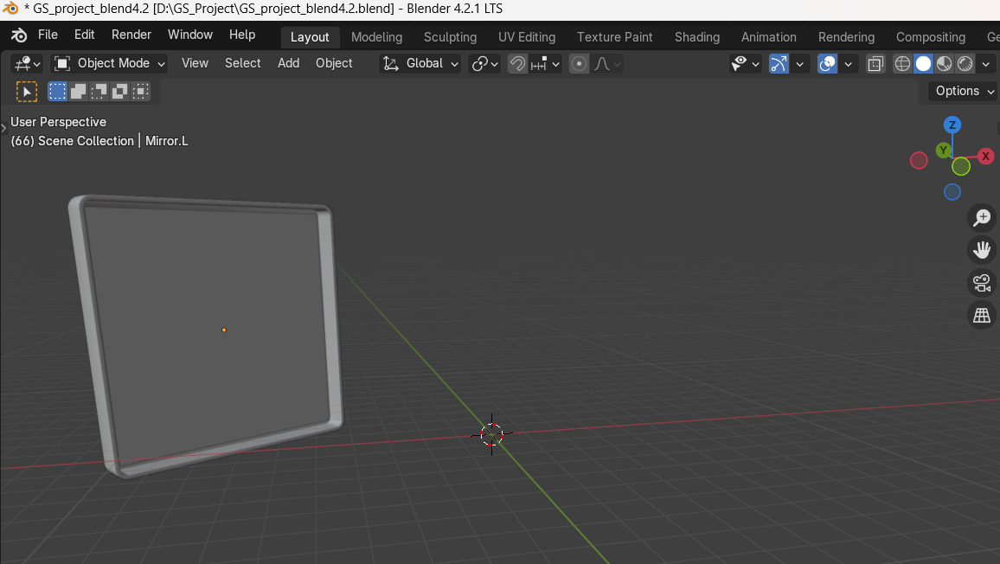 * GS_project_blend4.2 [D:\GS_Project\GS_project_blend4.2.blend] - Blender 4.2.1 LTS
File Edit Render Window Help Layout Modeling Sculpting UV Editing Texture Paint Shading Animation Rendering Compositing Ge
Object Mode View Select Add Object Global
Options
User Perspective
(66) Scene Collection | Mirror.L
Z
Y
X